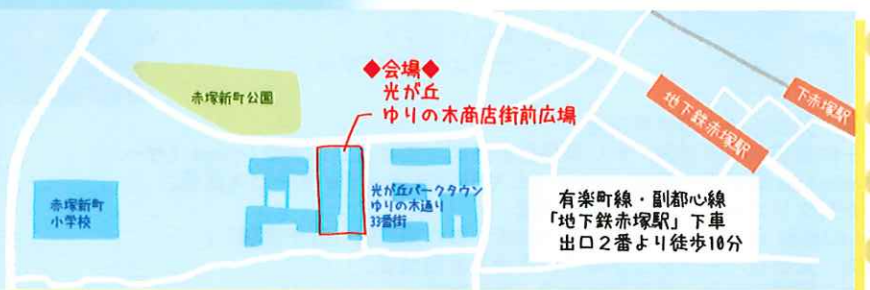 ◆会場◆
光が丘
ゆりの木商店街前広場
赤塚新町公園
地下鉄赤塚駅
下赤塚駅
赤塚新町
小学校
光が丘パークタウン
ゆりの木通り
33番街
有楽町線・副都心線
「地下鉄赤塚駅」下車
出口2番より徒歩10分